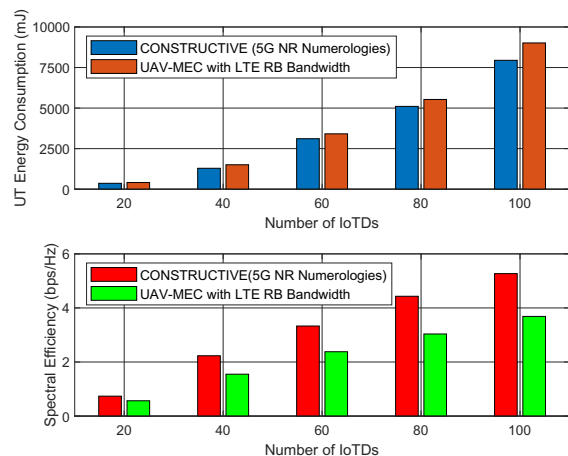 UT Energy Consumption (mJ)
10000
7500
5000
2500
0
CONSTRUCTIVE (5G NR Numerologies)
UAV-MEC with LTE RB Bandwidth
20 40 60 80 100
Number of IoTDs
Spectral Efficiency (bps/Hz)
6
4
2
0
CONSTRUCTIVE(5G NR Numerologies)
UAV-MEC with LTE RB Bandwidth
20 40 60 80 100
Number of IoTDs